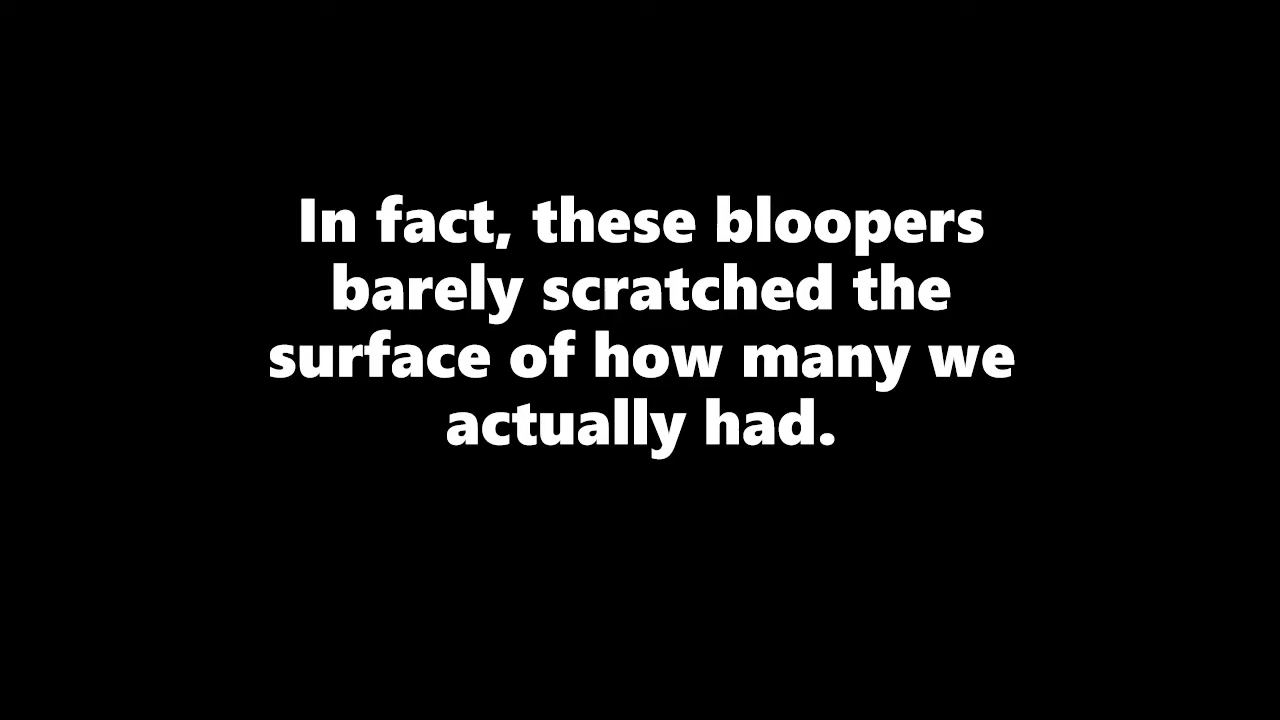 In fact, these bloopers
barely scratched the
surface of how many we
actually had.